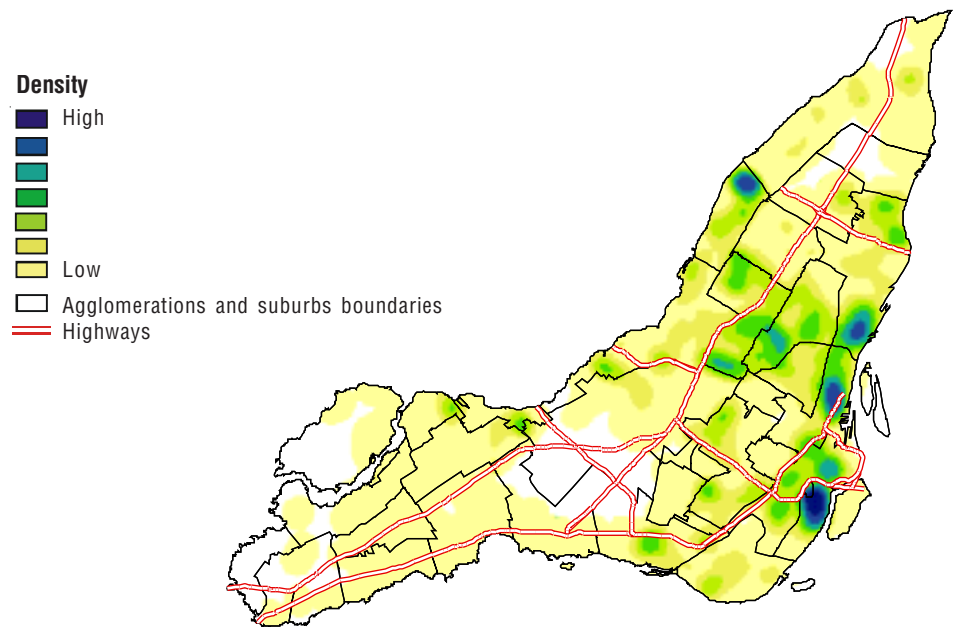 Density
High
Low
Agglomerations and suburbs boundaries
Highways